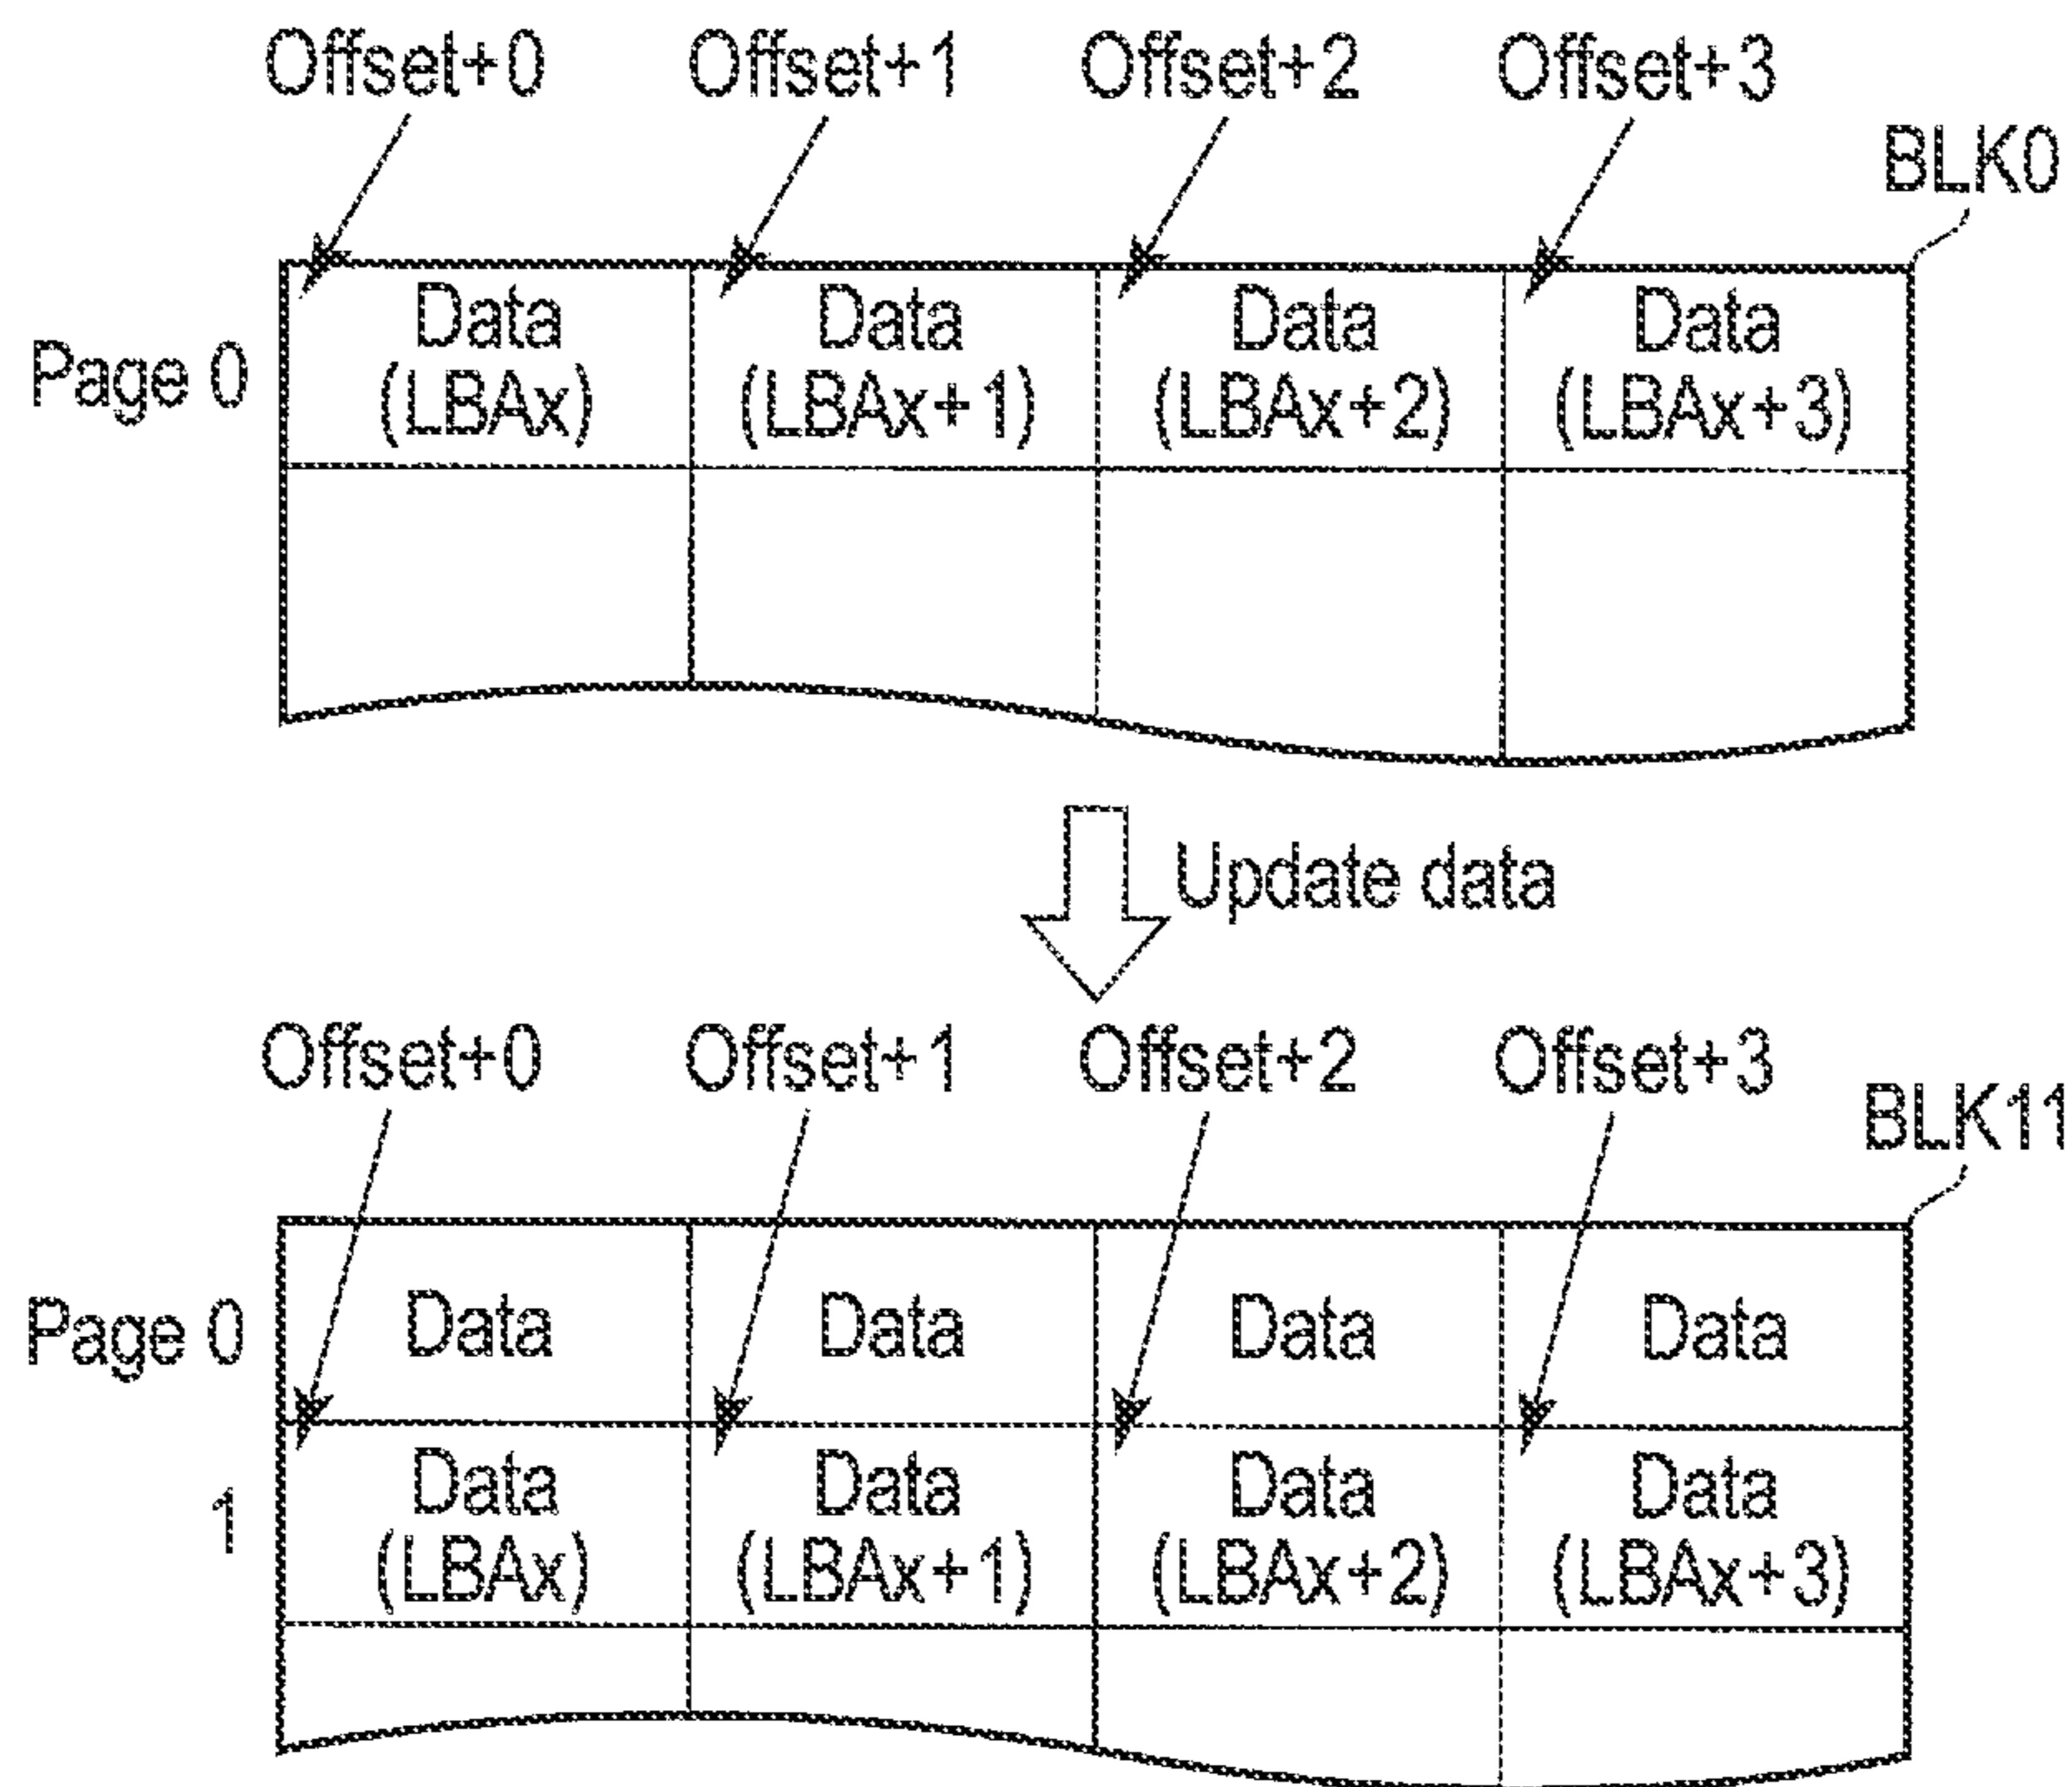 Offset+0 Offset+1 Offset+2 Offset+3
BLK0
Page 0
Data (LBAx)
Data (LBAx+1)
Data (LBAx+2)
Data (LBAx+3)
Update data
Offset+0 Offset+1 Offset+2 Offset+3
BLK11
Page 0
Data Data Data Data
1
Data (LBAx)
Data (LBAx+1)
Data (LBAx+2)
Data (LBAx+3)